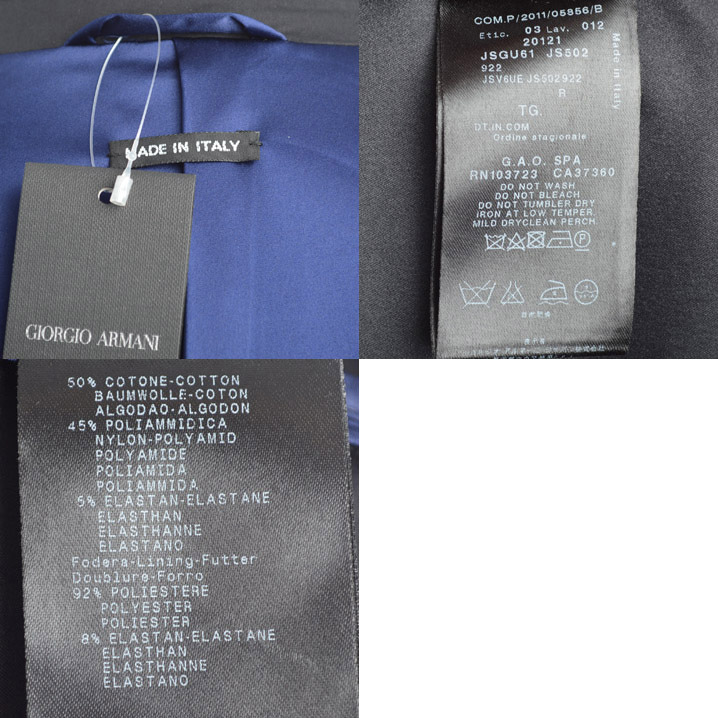 MADE IN ITALY
GIORGIO ARMANI
COM.P/2011/05856/B
Etic. 03 Lav. 012
20121
JSGU61 JS502
922
JSV6UE JS502922
R
Made in Italy
TG.
DT.IN.COM
Ordine stagionale
G.A.O. SPA
RN103723 CA37360
DO NOT WASH
DO NOT BLEACH
DO NOT TUMBLER DRY
IRON AT LOW TEMPER.
MILD DRYCLEAN PERCH.
50% COTONE-COTTON
BAUMWOLLE-COTON
ALGODAO-ALGODON
45% POLIAMMIDICA
NYLON-POLYAMID
POLYAMIDE
POLIAMIDA
POLIAMMIDA
5% ELASTAN-ELASTANE
ELASTHAN
ELASTHANNE
ELASTANO
Fodera-Lining-Futter
Doublure-Forro
92% POLIESTERE
POLYESTER
POLIESTER
8% ELASTAN-ELASTANE
ELASTHAN
ELASTHANNE
ELASTANO